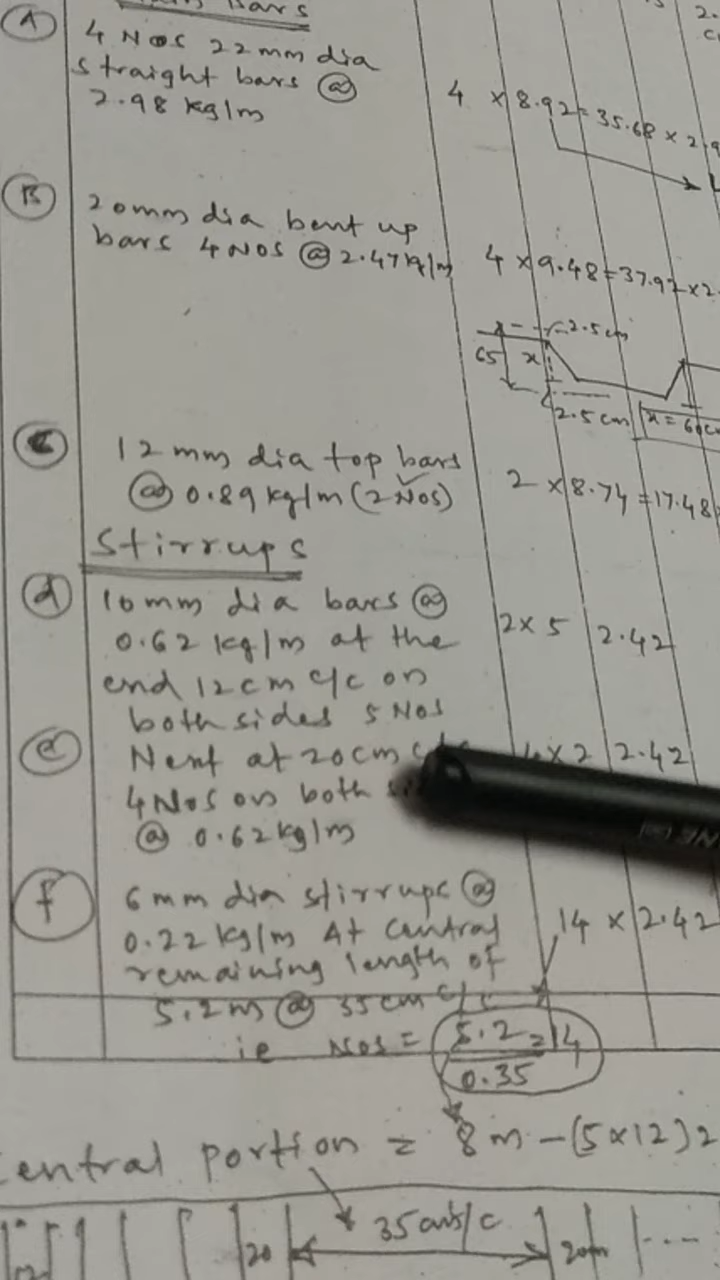 Bars
A
4 Nos 22mm dia
straight bars @
2.98 kg/m
4 × 8.92 = 35.68 × 2.9
B
20mm dia bent up
bars 4 Nos @ 2.47 kg/m
4 × 9.48 = 37.92 × 2.
2.5 cm
65 x
2.5 cm x = 60 c
C
12 mm dia top bars
@ 0.89 kg/m (2 Nos)
2 × 8.74 = 17.48
Stirrups
d
10mm dia bars @
0.62 kg/m at the
end 12cm c/c on
both sides 5 Nos
2 × 5 2.42
e
Next at 20cm
4 Nos on both
@ 0.62 kg/m
4 × 2 2.42
f
6 mm dia stirrups @
0.22 kg/m At central
remaining length of
5.2m @ 35cm c/c
ie Nos = 5.2 = 14
0.35
14 × 2.42
Central portion = 8m - (5×12)2
35 cm c/c
20 20cm